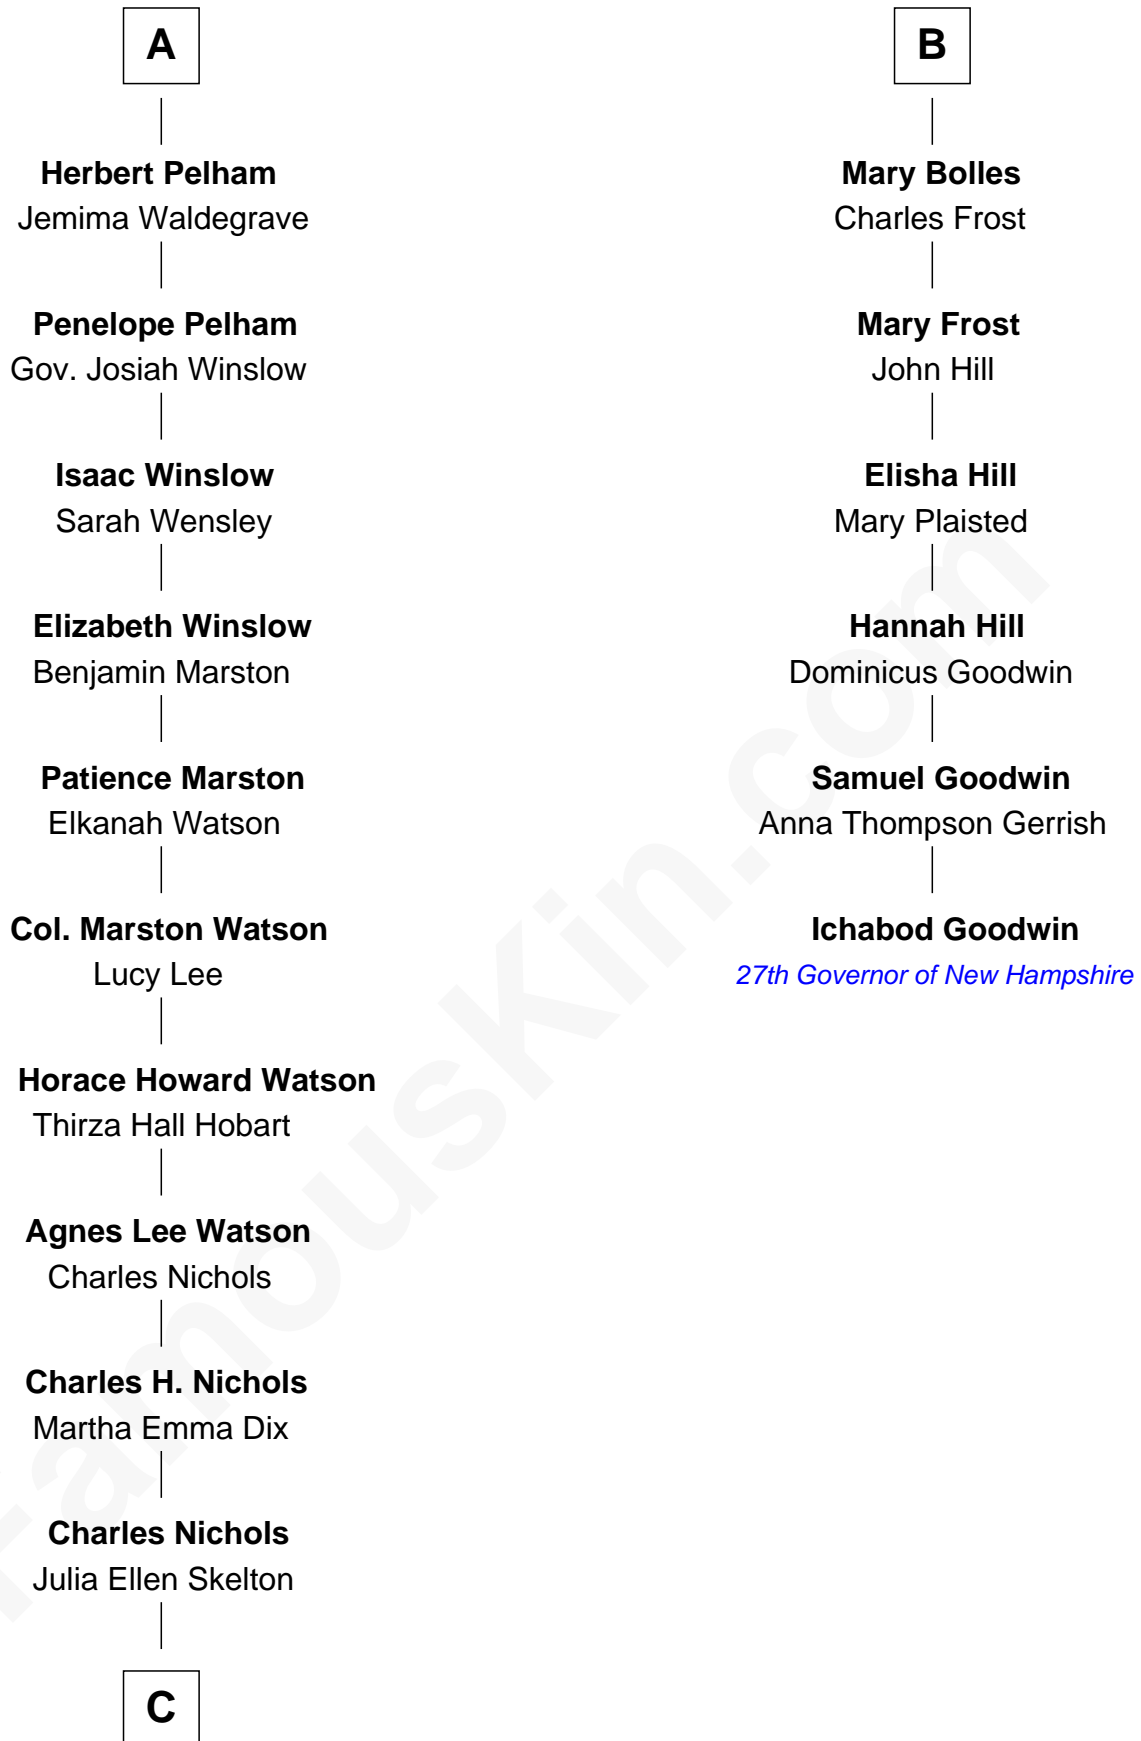 A
Herbert Pelham
Jemima Waldegrave
Penelope Pelham
Gov. Josiah Winslow
Isaac Winslow
Sarah Wensley
Elizabeth Winslow
Benjamin Marston
Patience Marston
Elkanah Watson
Col. Marston Watson
Lucy Lee
Horace Howard Watson
Thirza Hall Hobart
Agnes Lee Watson
Charles Nichols
Charles H. Nichols
Martha Emma Dix
Charles Nichols
Julia Ellen Skelton
C
B
Mary Bolles
Charles Frost
Mary Frost
John Hill
Elisha Hill
Mary Plaisted
Hannah Hill
Dominicus Goodwin
Samuel Goodwin
Anna Thompson Gerrish
Ichabod Goodwin
27th Governor of New Hampshire
FamousKin.com